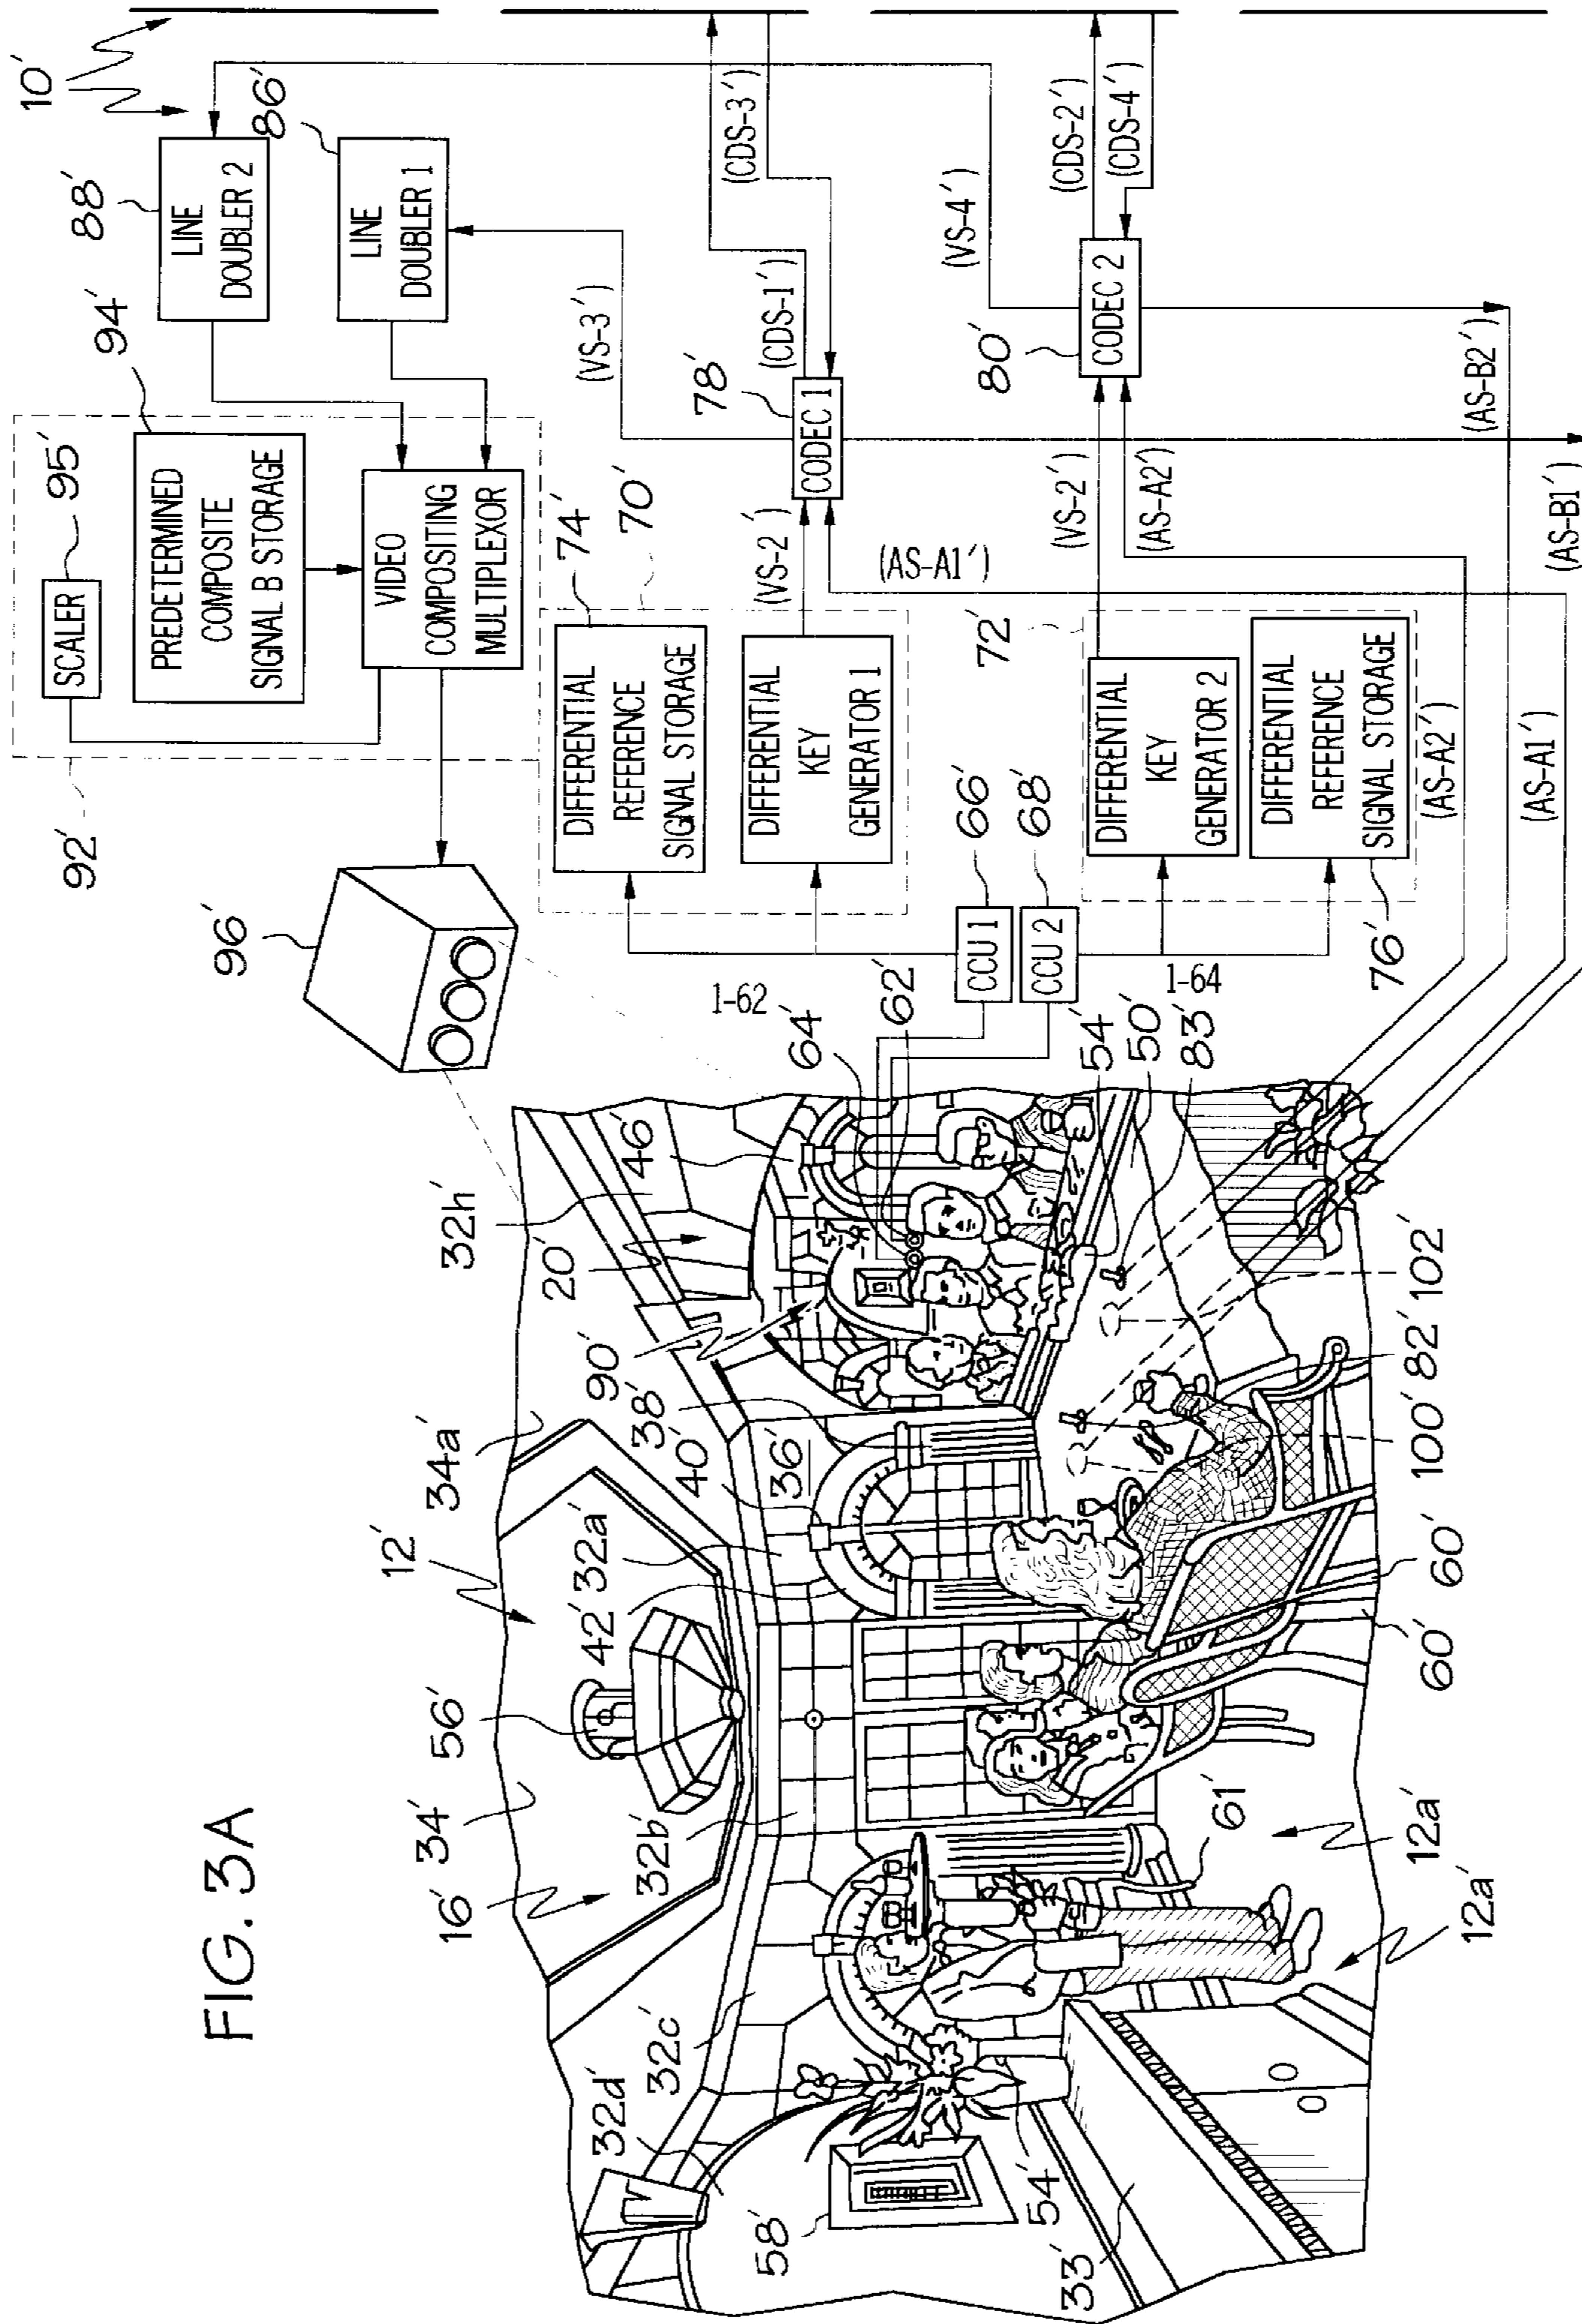 FIG. 3A
10'
88'
86'
94'
95'
92'
96'
LINE
DOUBLER 2
LINE
DOUBLER 1
SCALER
PREDETERMINED
COMPOSITE
SIGNAL B STORAGE
VIDEO
COMPOSITING
MULTIPLEXOR
(VS-3')
(CDS-1')
(CDS-3')
78'
CODEC 1
(VS-4')
(CDS-2')
(CDS-4')
80'
CODEC 2
74'
70'
DIFFERENTIAL
REFERENCE
SIGNAL STORAGE
DIFFERENTIAL
KEY
GENERATOR 1
(VS-2')
(AS-A1')
72'
DIFFERENTIAL
KEY
GENERATOR 2
DIFFERENTIAL
REFERENCE
SIGNAL STORAGE
76'
(VS-2')
(AS-A2')
(AS-B2')
(AS-B1')
(AS-A2')
(AS-A1')
66'
CCU 1
68'
CCU 2
1-62
1-64
64'
62'
54'
50'
83'
46'
32h'
20'
90'
38'
40'
36'
34a'
12'
32a'
42'
56'
34'
16'
32b'
32c'
32d'
58'
33'
54'
61'
12a'
12a'
60'
60'
100'
82'
102'